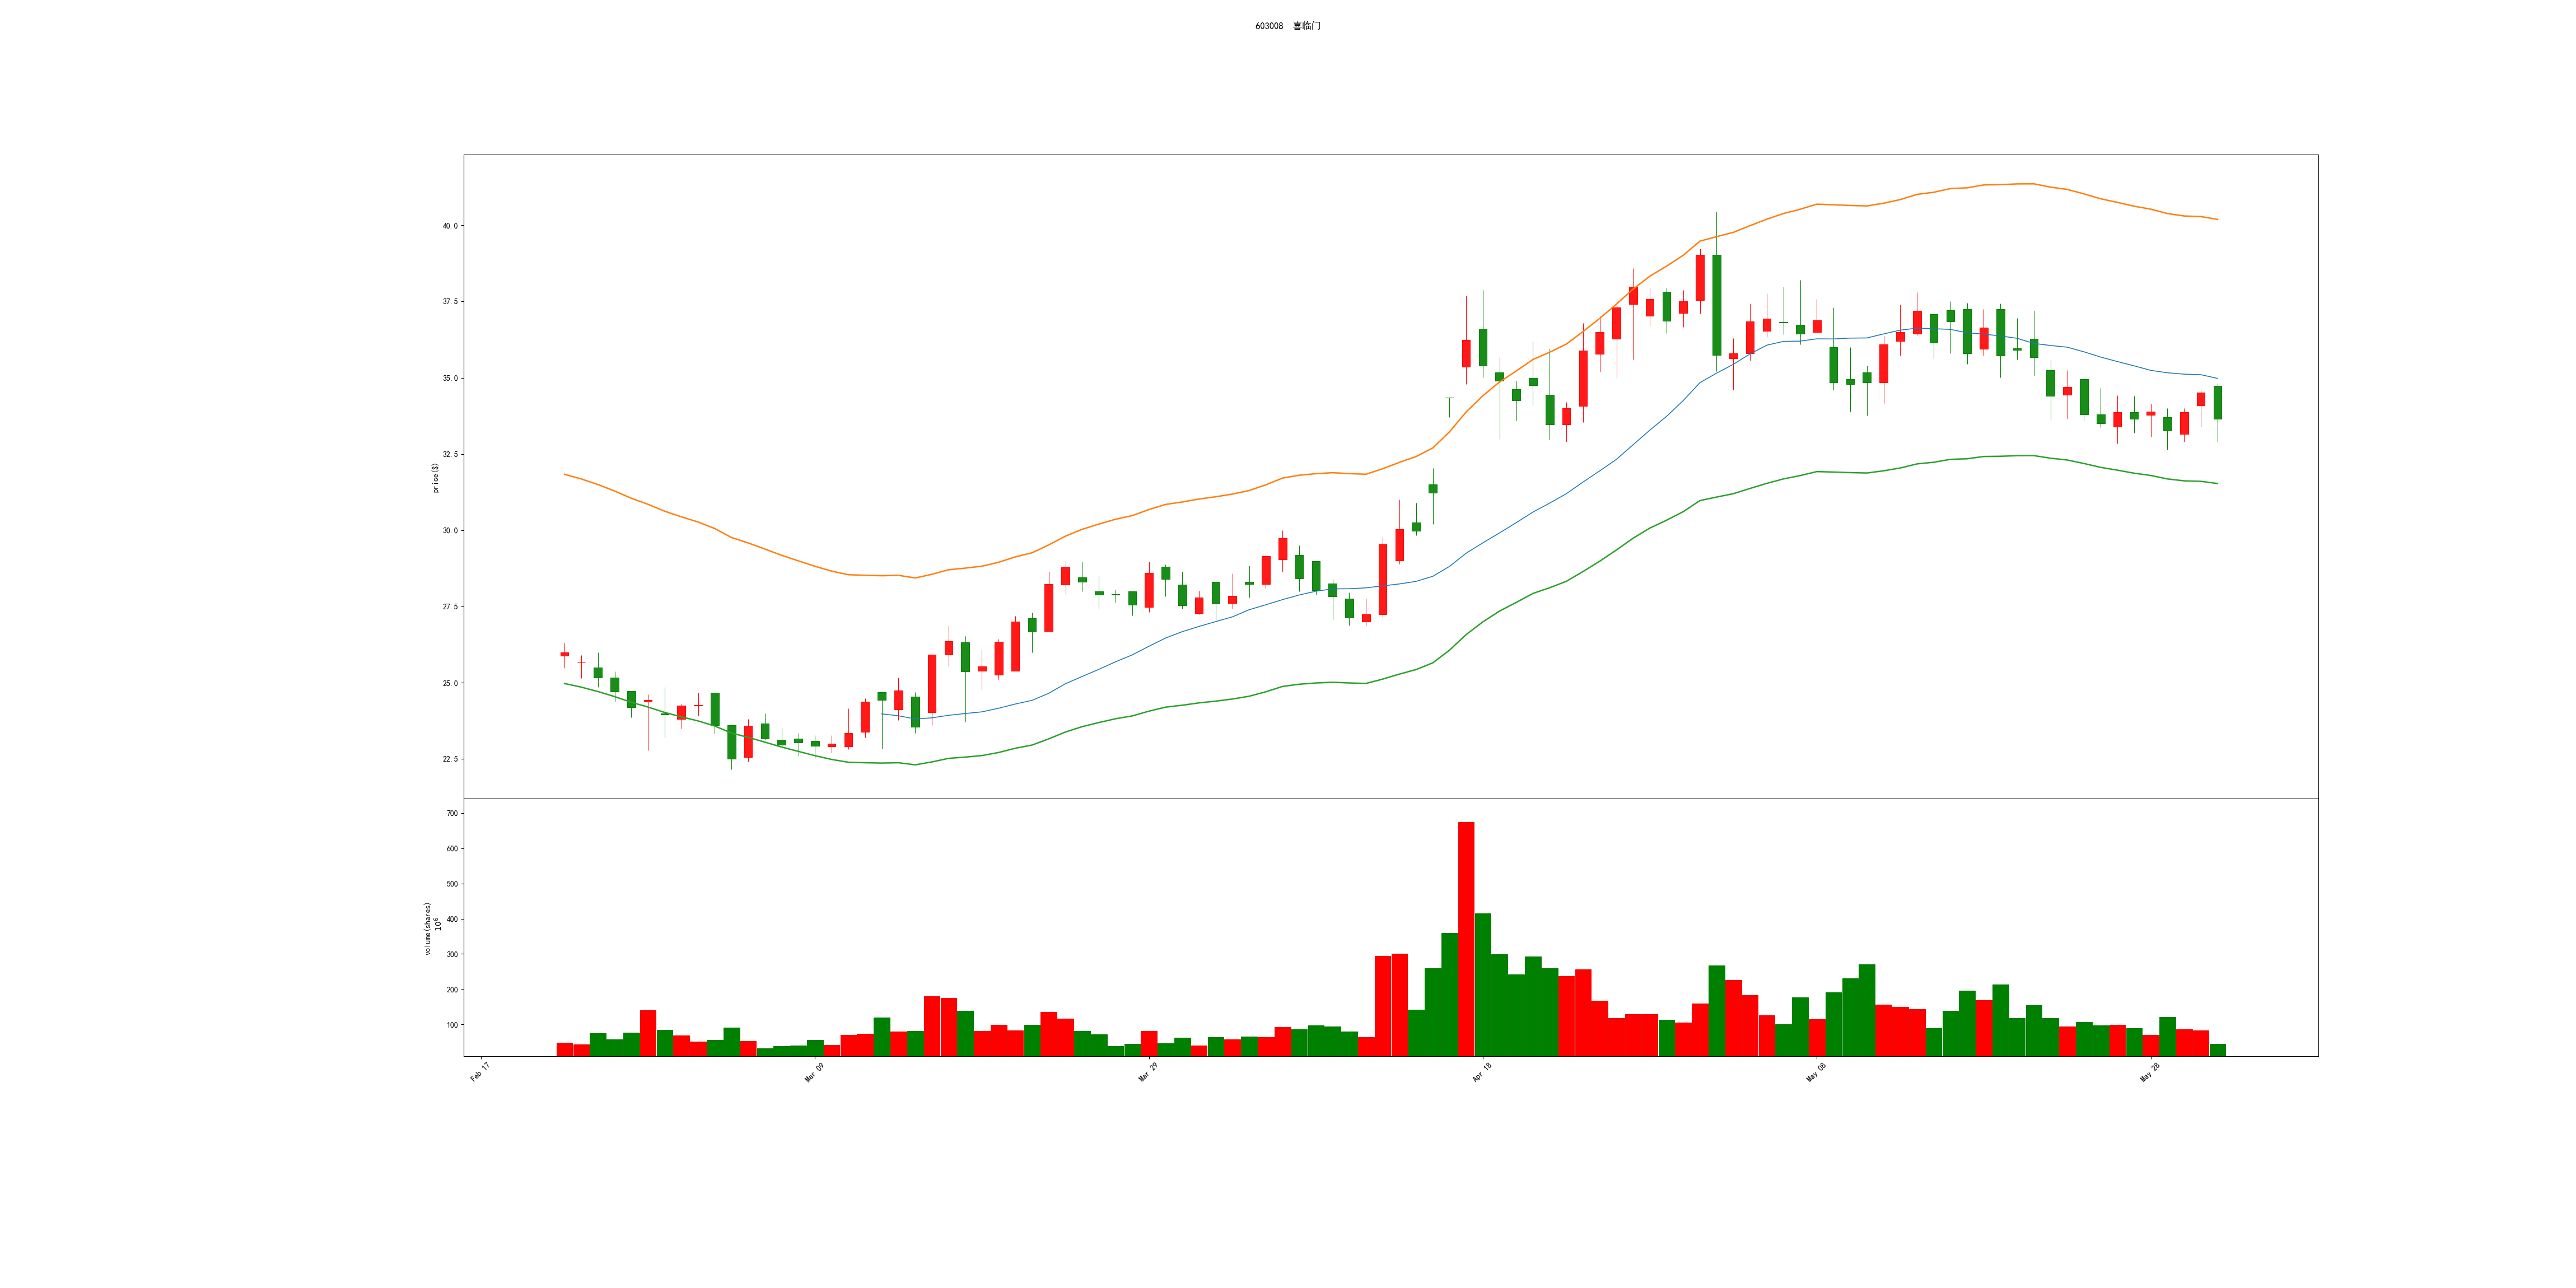 603008 喜临门
price($)
40.0
37.5
35.0
32.5
30.0
27.5
25.0
22.5
volume(shares)
10^6
700
600
500
400
300
200
100
Feb 17
Mar 09
Mar 29
Apr 18
May 08
May 28